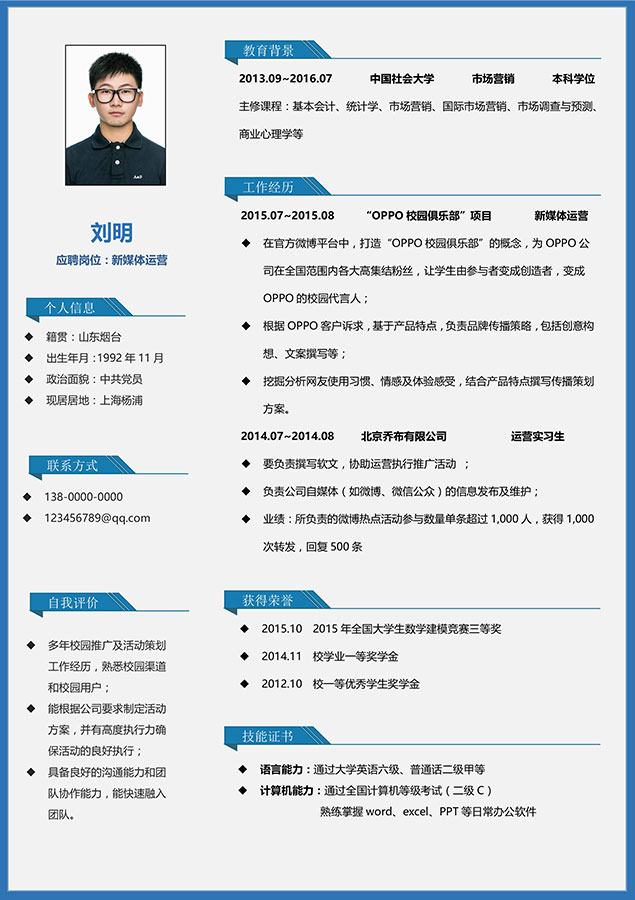 刘明
应聘岗位：新媒体运营
个人信息
籍贯：山东烟台
出生年月：1992 年 11 月
政治面貌：中共党员
现居居地：上海杨浦
联系方式
138-0000-0000
123456789@qq.com
自我评价
多年校园推广及活动策划
工作经历，熟悉校园渠道
和校园用户；
能根据公司要求制定活动
方案，并有高度执行力确
保活动的良好执行；
具备良好的沟通能力和团
队协作能力，能快速融入
团队。
教育背景
2013.09~2016.07 中国社会大学 市场营销 本科学位
主修课程：基本会计、统计学、市场营销、国际市场营销、市场调查与预测、
商业心理学等
工作经历
2015.07~2015.08 “OPPO 校园俱乐部”项目 新媒体运营
在官方微博平台中，打造“OPPO 校园俱乐部”的概念，为 OPPO 公
司在全国范围内各大高集结粉丝，让学生由参与者变成创造者，变成
OPPO 的校园代言人；
根据 OPPO 客户诉求，基于产品特点，负责品牌传播策略，包括创意构
想、文案撰写等；
挖掘分析网友使用习惯、情感及体验感受，结合产品特点撰写传播策划
方案。
2014.07~2014.08 北京乔布有限公司 运营实习生
要负责撰写软文，协助运营执行推广活动 ；
负责公司自媒体（如微博、微信公众）的信息发布及维护；
业绩：所负责的微博热点活动参与数量单条超过 1,000 人，获得 1,000
次转发，回复 500 条
获得荣誉
2015.10 2015 年全国大学生数学建模竞赛三等奖
2014.11 校学业一等奖学金
2012.10 校一等优秀学生奖学金
技能证书
语言能力：通过大学英语六级、普通话二级甲等
计算机能力：通过全国计算机等级考试（二级 C ）
熟练掌握 word、excel、PPT 等日常办公软件